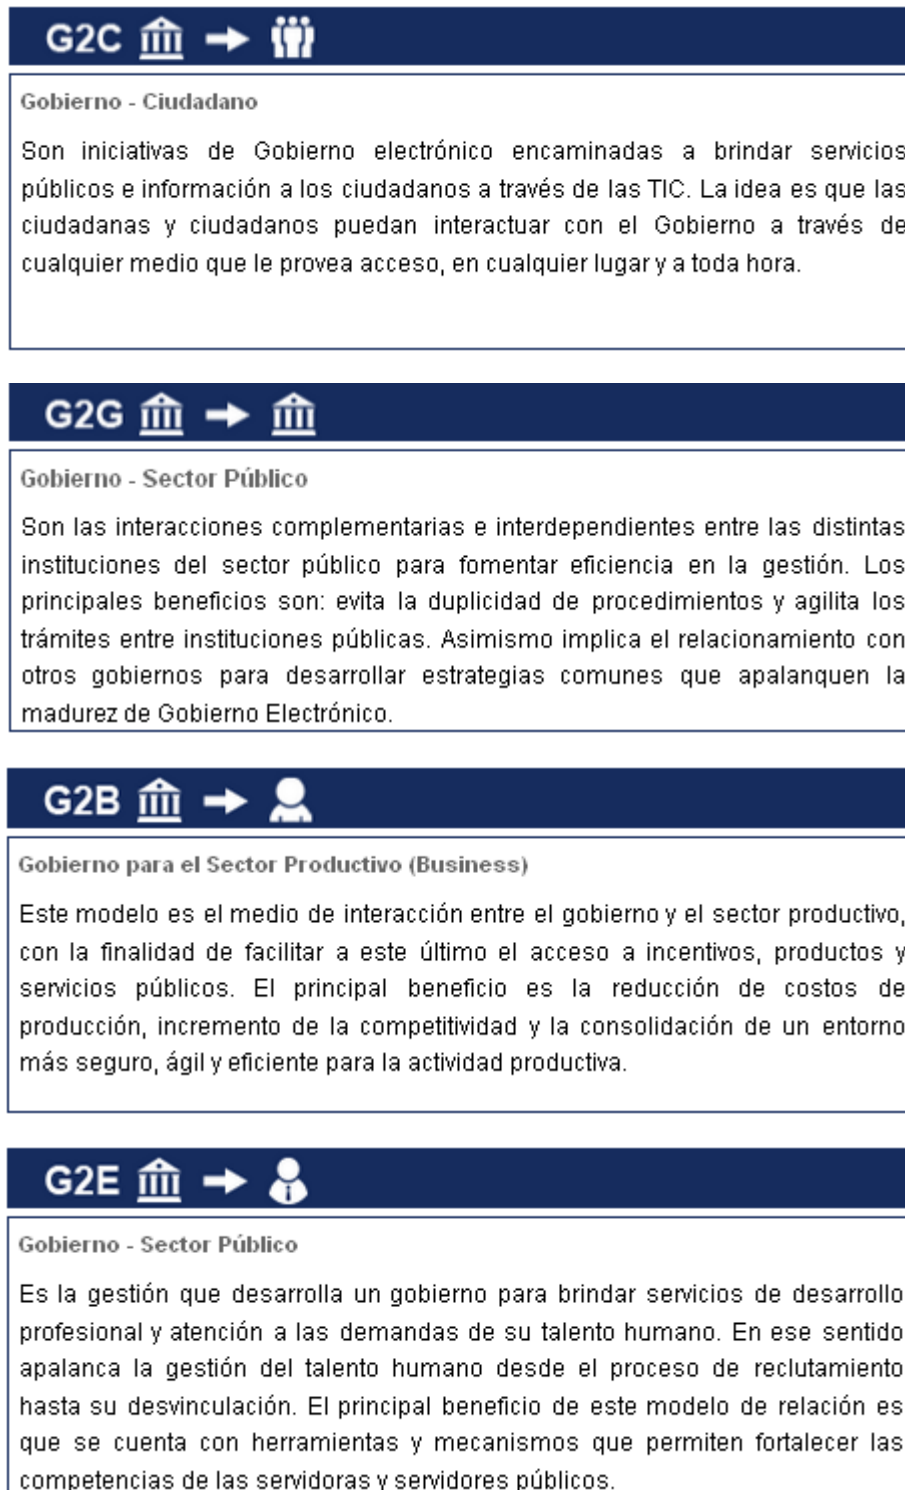 G2C
Gobierno - Ciudadano
Son iniciativas de Gobierno electrónico encaminadas a brindar servicios
públicos e información a los ciudadanos a través de las TIC. La idea es que las
ciudadanas y ciudadanos puedan interactuar con el Gobierno a través de
cualquier medio que le provea acceso, en cualquier lugar y a toda hora.
G2G
Gobierno - Sector Público
Son las interacciones complementarias e interdependientes entre las distintas
instituciones del sector público para fomentar eficiencia en la gestión. Los
principales beneficios son: evita la duplicidad de procedimientos y agilita los
trámites entre instituciones públicas. Asimismo implica el relacionamiento con
otros gobiernos para desarrollar estrategias comunes que apalanquen la
madurez de Gobierno Electrónico.
G2B
Gobierno para el Sector Productivo (Business)
Este modelo es el medio de interacción entre el gobierno y el sector productivo,
con la finalidad de facilitar a este último el acceso a incentivos, productos y
servicios públicos. El principal beneficio es la reducción de costos de
producción, incremento de la competitividad y la consolidación de un entorno
más seguro, ágil y eficiente para la actividad productiva.
G2E
Gobierno - Sector Público
Es la gestión que desarrolla un gobierno para brindar servicios de desarrollo
profesional y atención a las demandas de su talento humano. En ese sentido
apalanca la gestión del talento humano desde el proceso de reclutamiento
hasta su desvinculación. El principal beneficio de este modelo de relación es
que se cuenta con herramientas y mecanismos que permiten fortalecer las
competencias de las servidoras y servidores públicos.